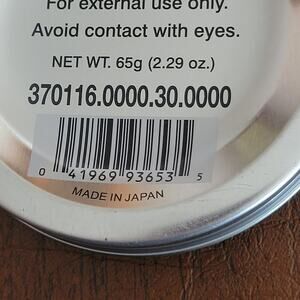 For external use only.
Avoid contact with eyes.
NET WT. 65g (2.29 oz.)
370116.0000.30.0000
0 41969 93653 5
MADE IN JAPAN